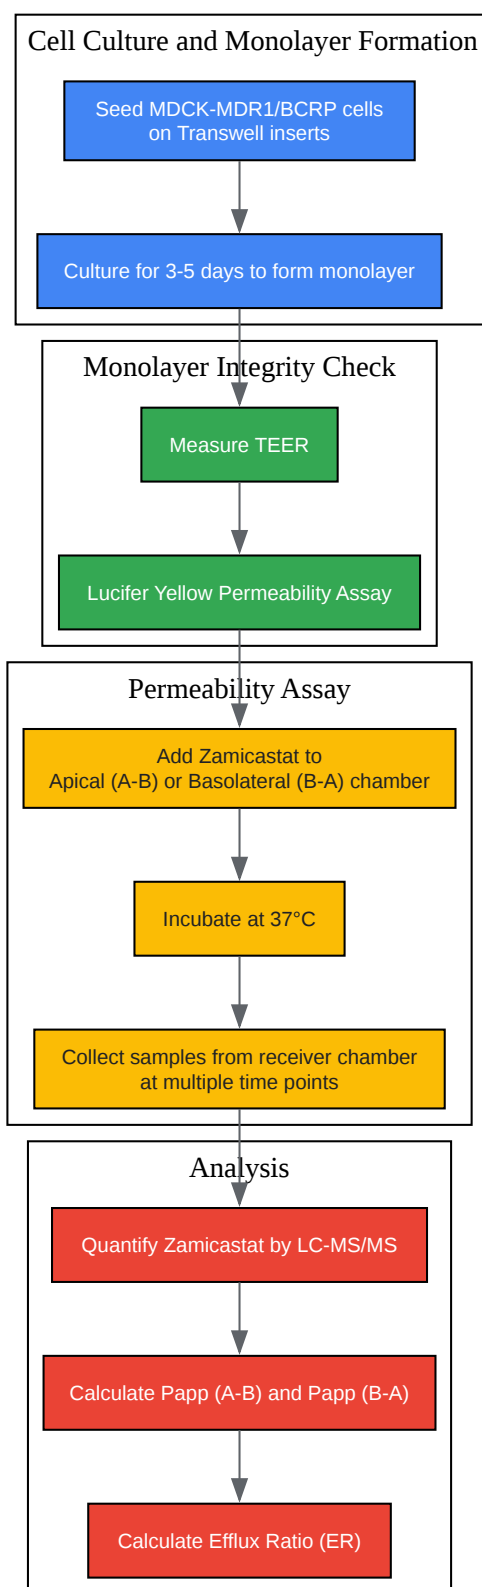 Cell Culture and Monolayer Formation
Seed MDCK-MDR1/BCRP cells
on Transwell inserts
Culture for 3-5 days to form monolayer
Monolayer Integrity Check
Measure TEER
Lucifer Yellow Permeability Assay
Permeability Assay
Add Zamicastat to
Apical (A-B) or Basolateral (B-A) chamber
Incubate at 37°C
Collect samples from receiver chamber
at multiple time points
Analysis
Quantify Zamicastat by LC-MS/MS
Calculate Papp (A-B) and Papp (B-A)
Calculate Efflux Ratio (ER)